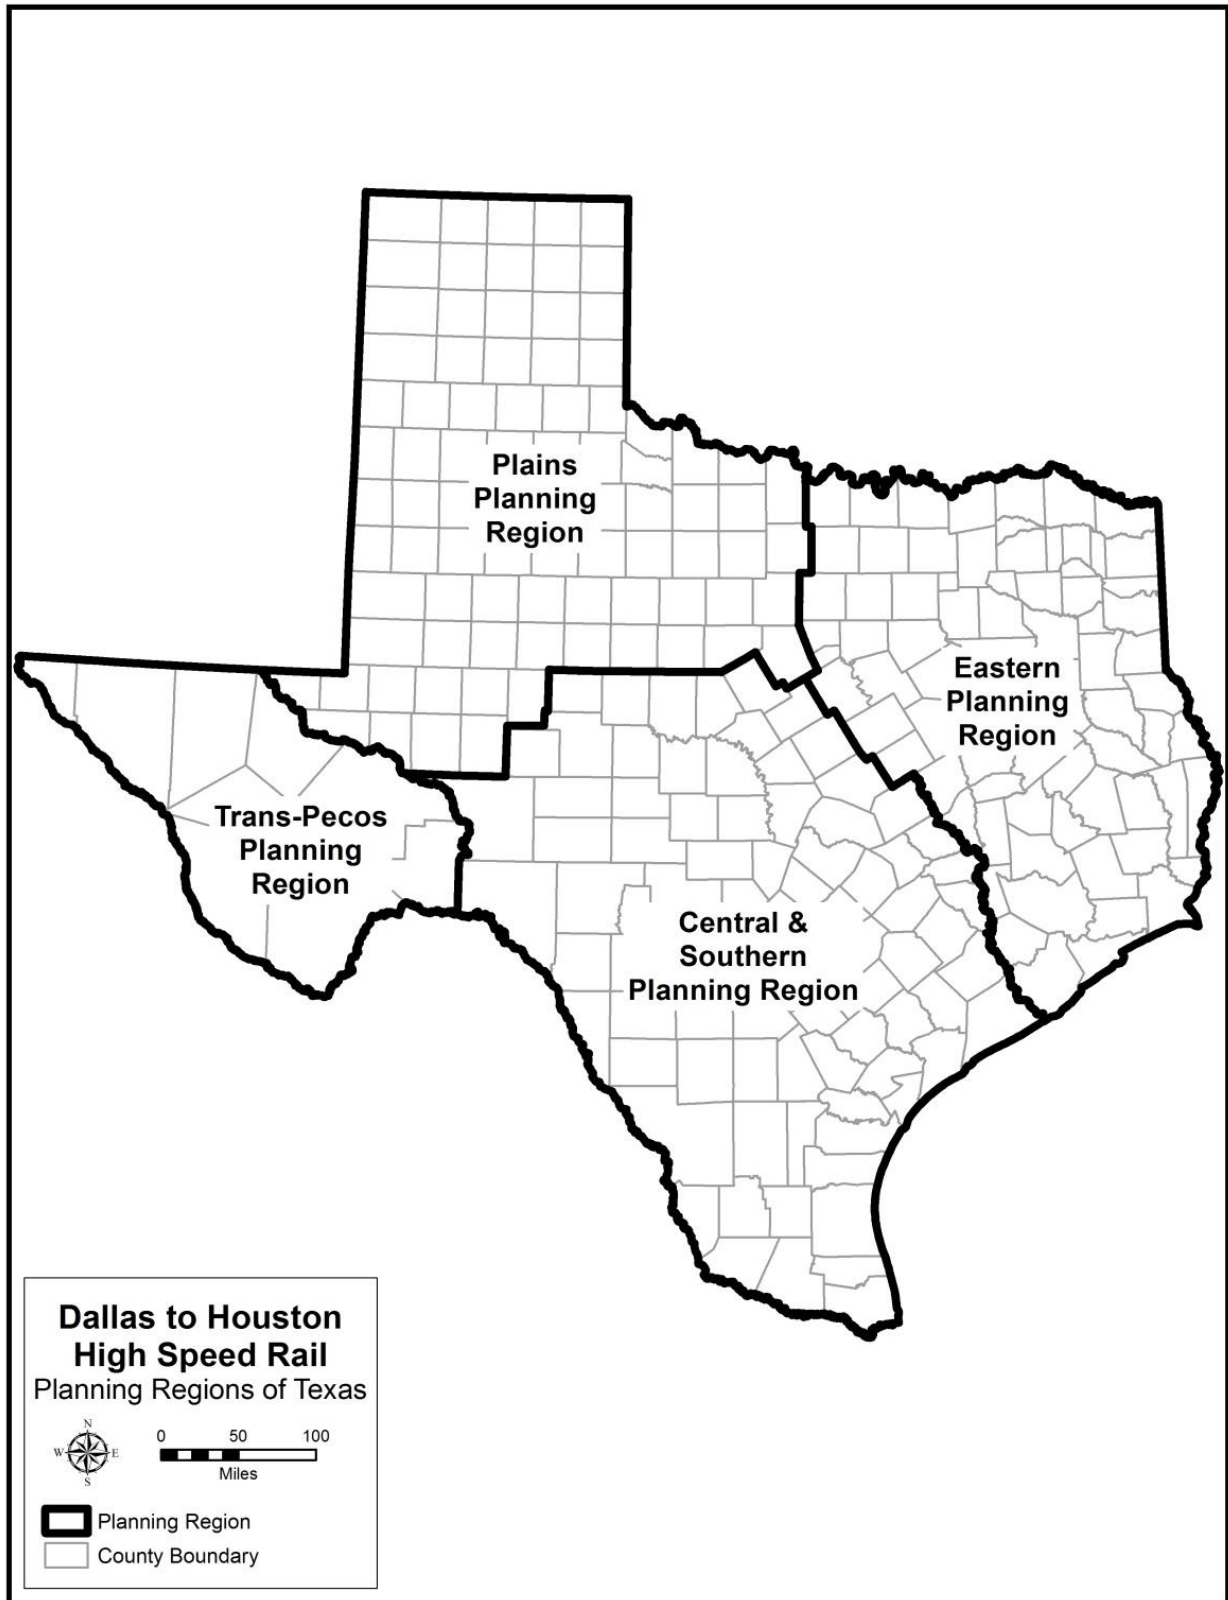 Plains
Planning
Region
Eastern
Planning
Region
Trans-Pecos
Planning
Region
Central &
Southern
Planning Region
Dallas to Houston
High Speed Rail
Planning Regions of Texas
N
W E
S
0 50 100
Miles
Planning Region
County Boundary